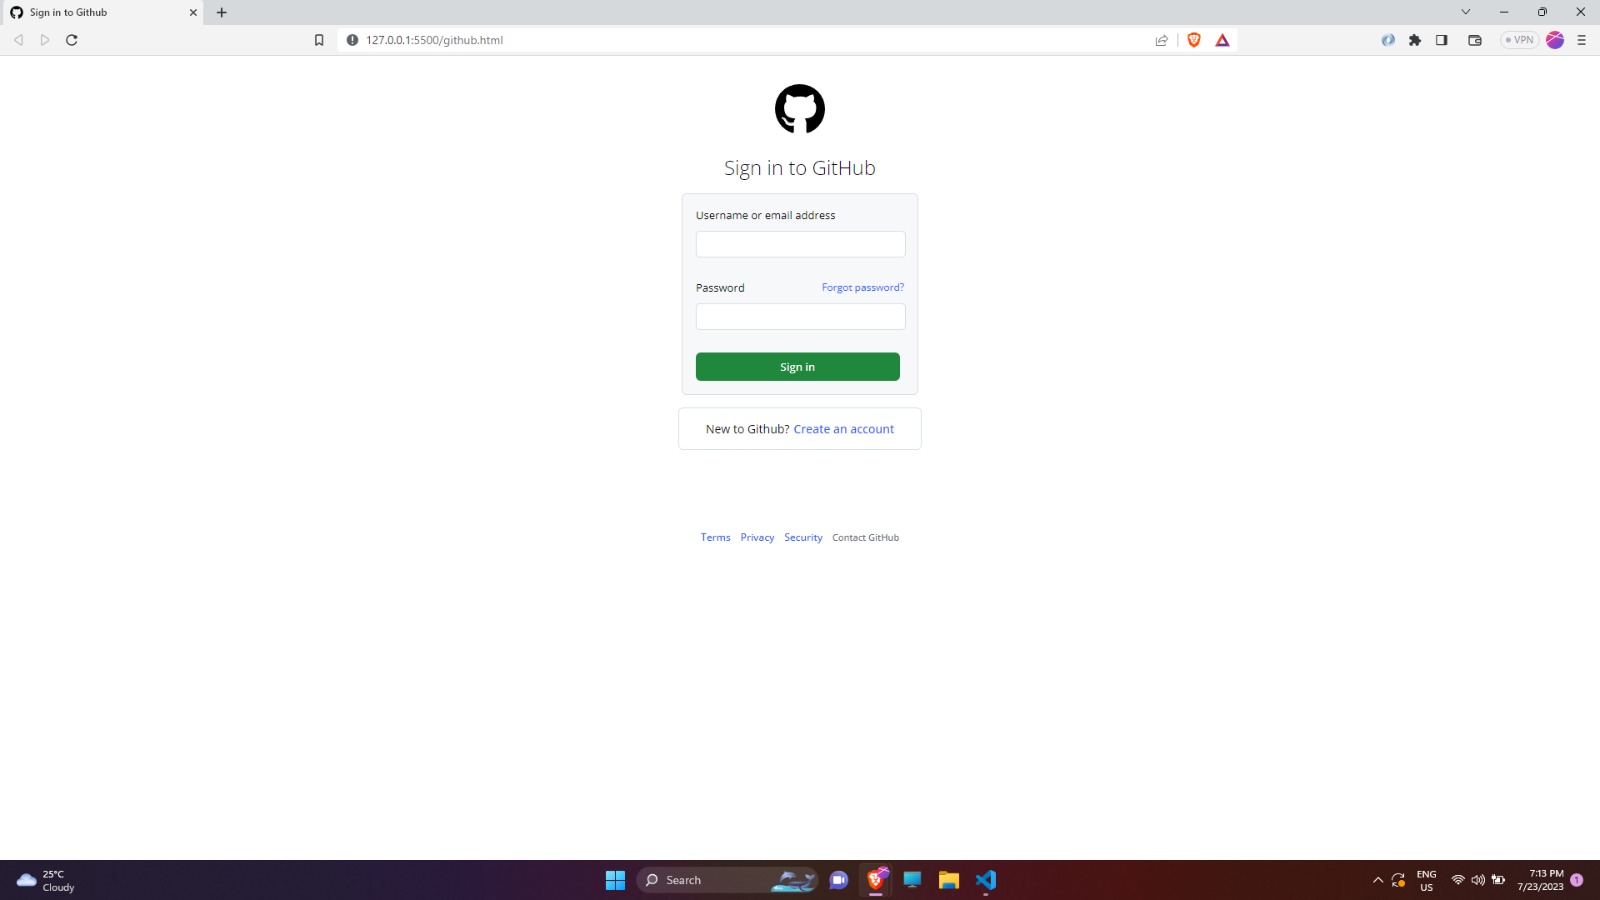 Sign in to Github
127.0.0.1:5500/github.html
VPN
Sign in to GitHub
Username or email address
Password
Forgot password?
Sign in
New to Github? Create an account
Terms Privacy Security Contact GitHub
25°C
Cloudy
Search
ENG
US
7:13 PM
7/23/2023
1